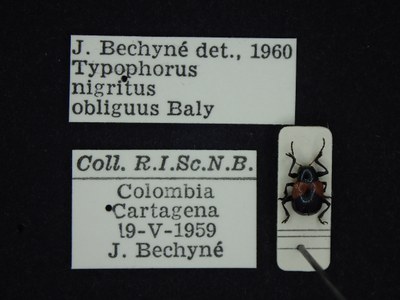 J. Bechyné det., 1960
Typophorus
nigritus
obliguus Baly
Coll. R.I.Sc.N.B.
Colombia
Cartagena
19-V-1959
J. Bechyné